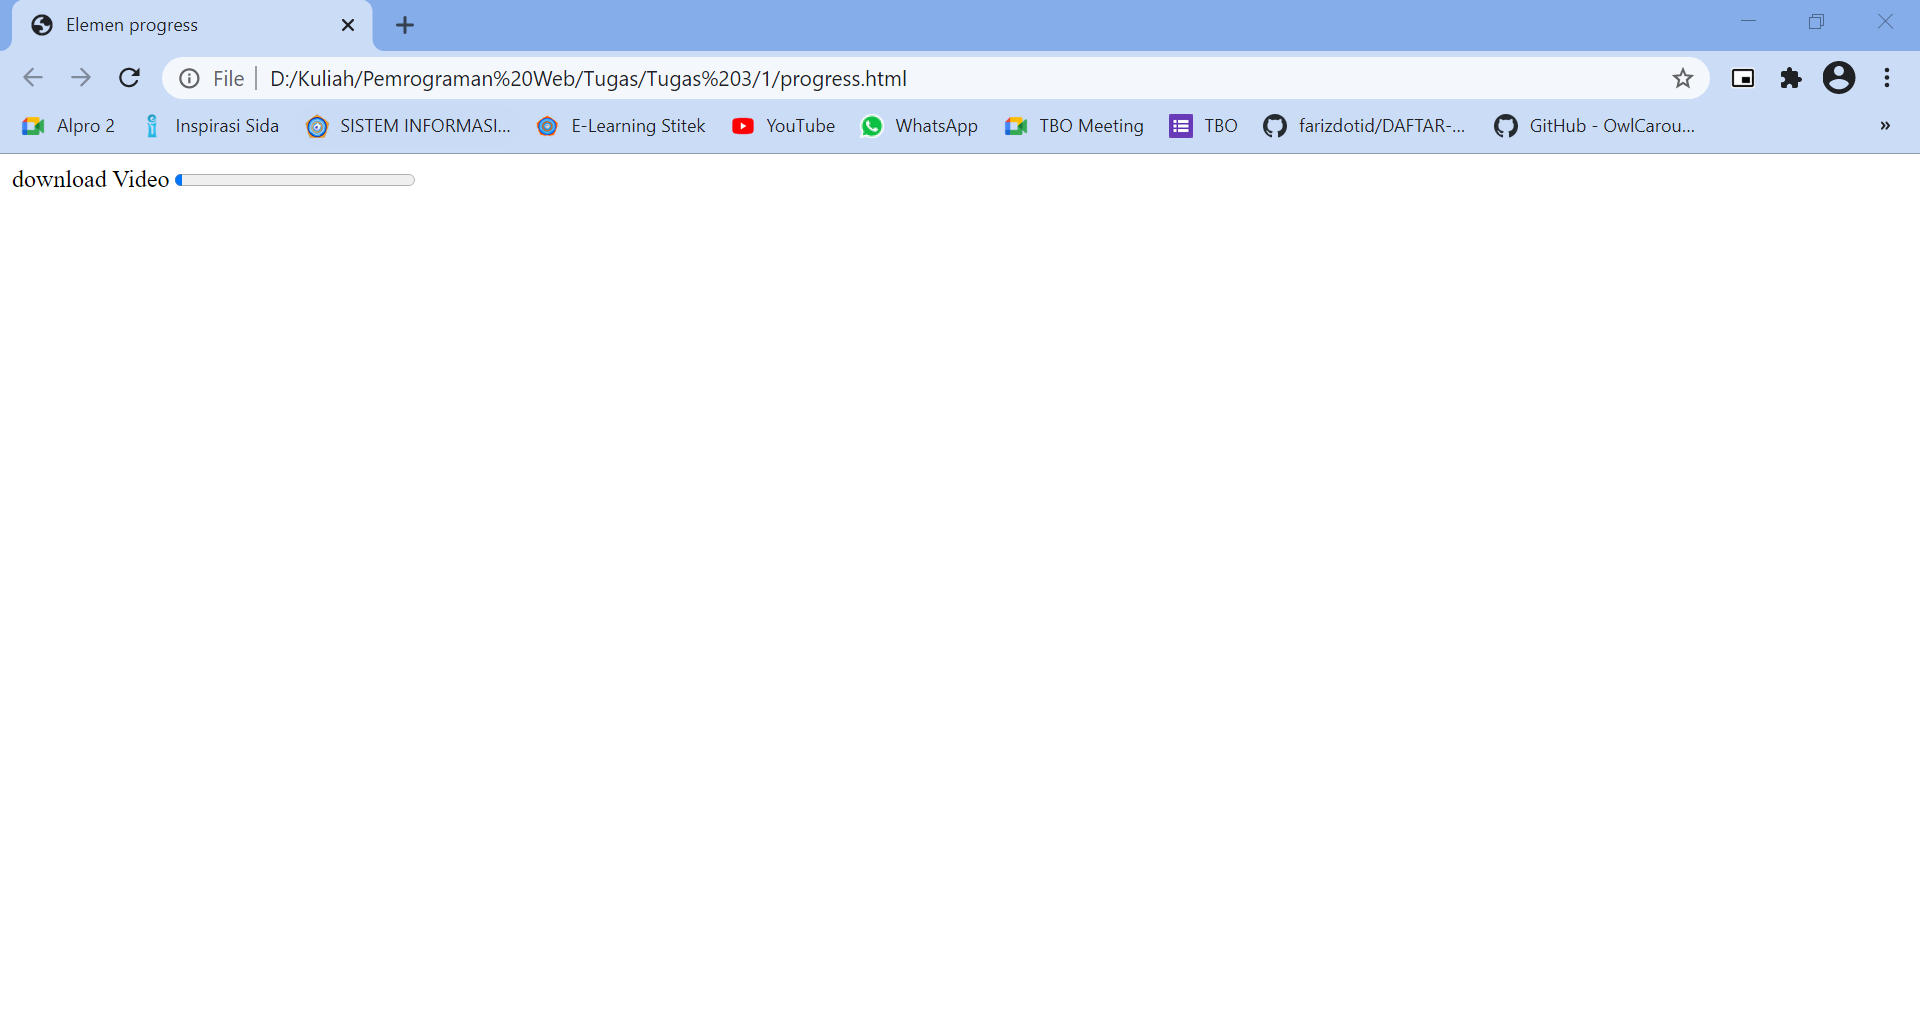 Elemen progress
File D:/Kuliah/Pemrograman%20Web/Tugas/Tugas%203/1/progress.html
Alpro 2 Inspirasi Sida SISTEM INFORMASI... E-Learning Stitek YouTube WhatsApp TBO Meeting TBO farizdotid/DAFTAR-... GitHub - OwlCarou... »
download Video